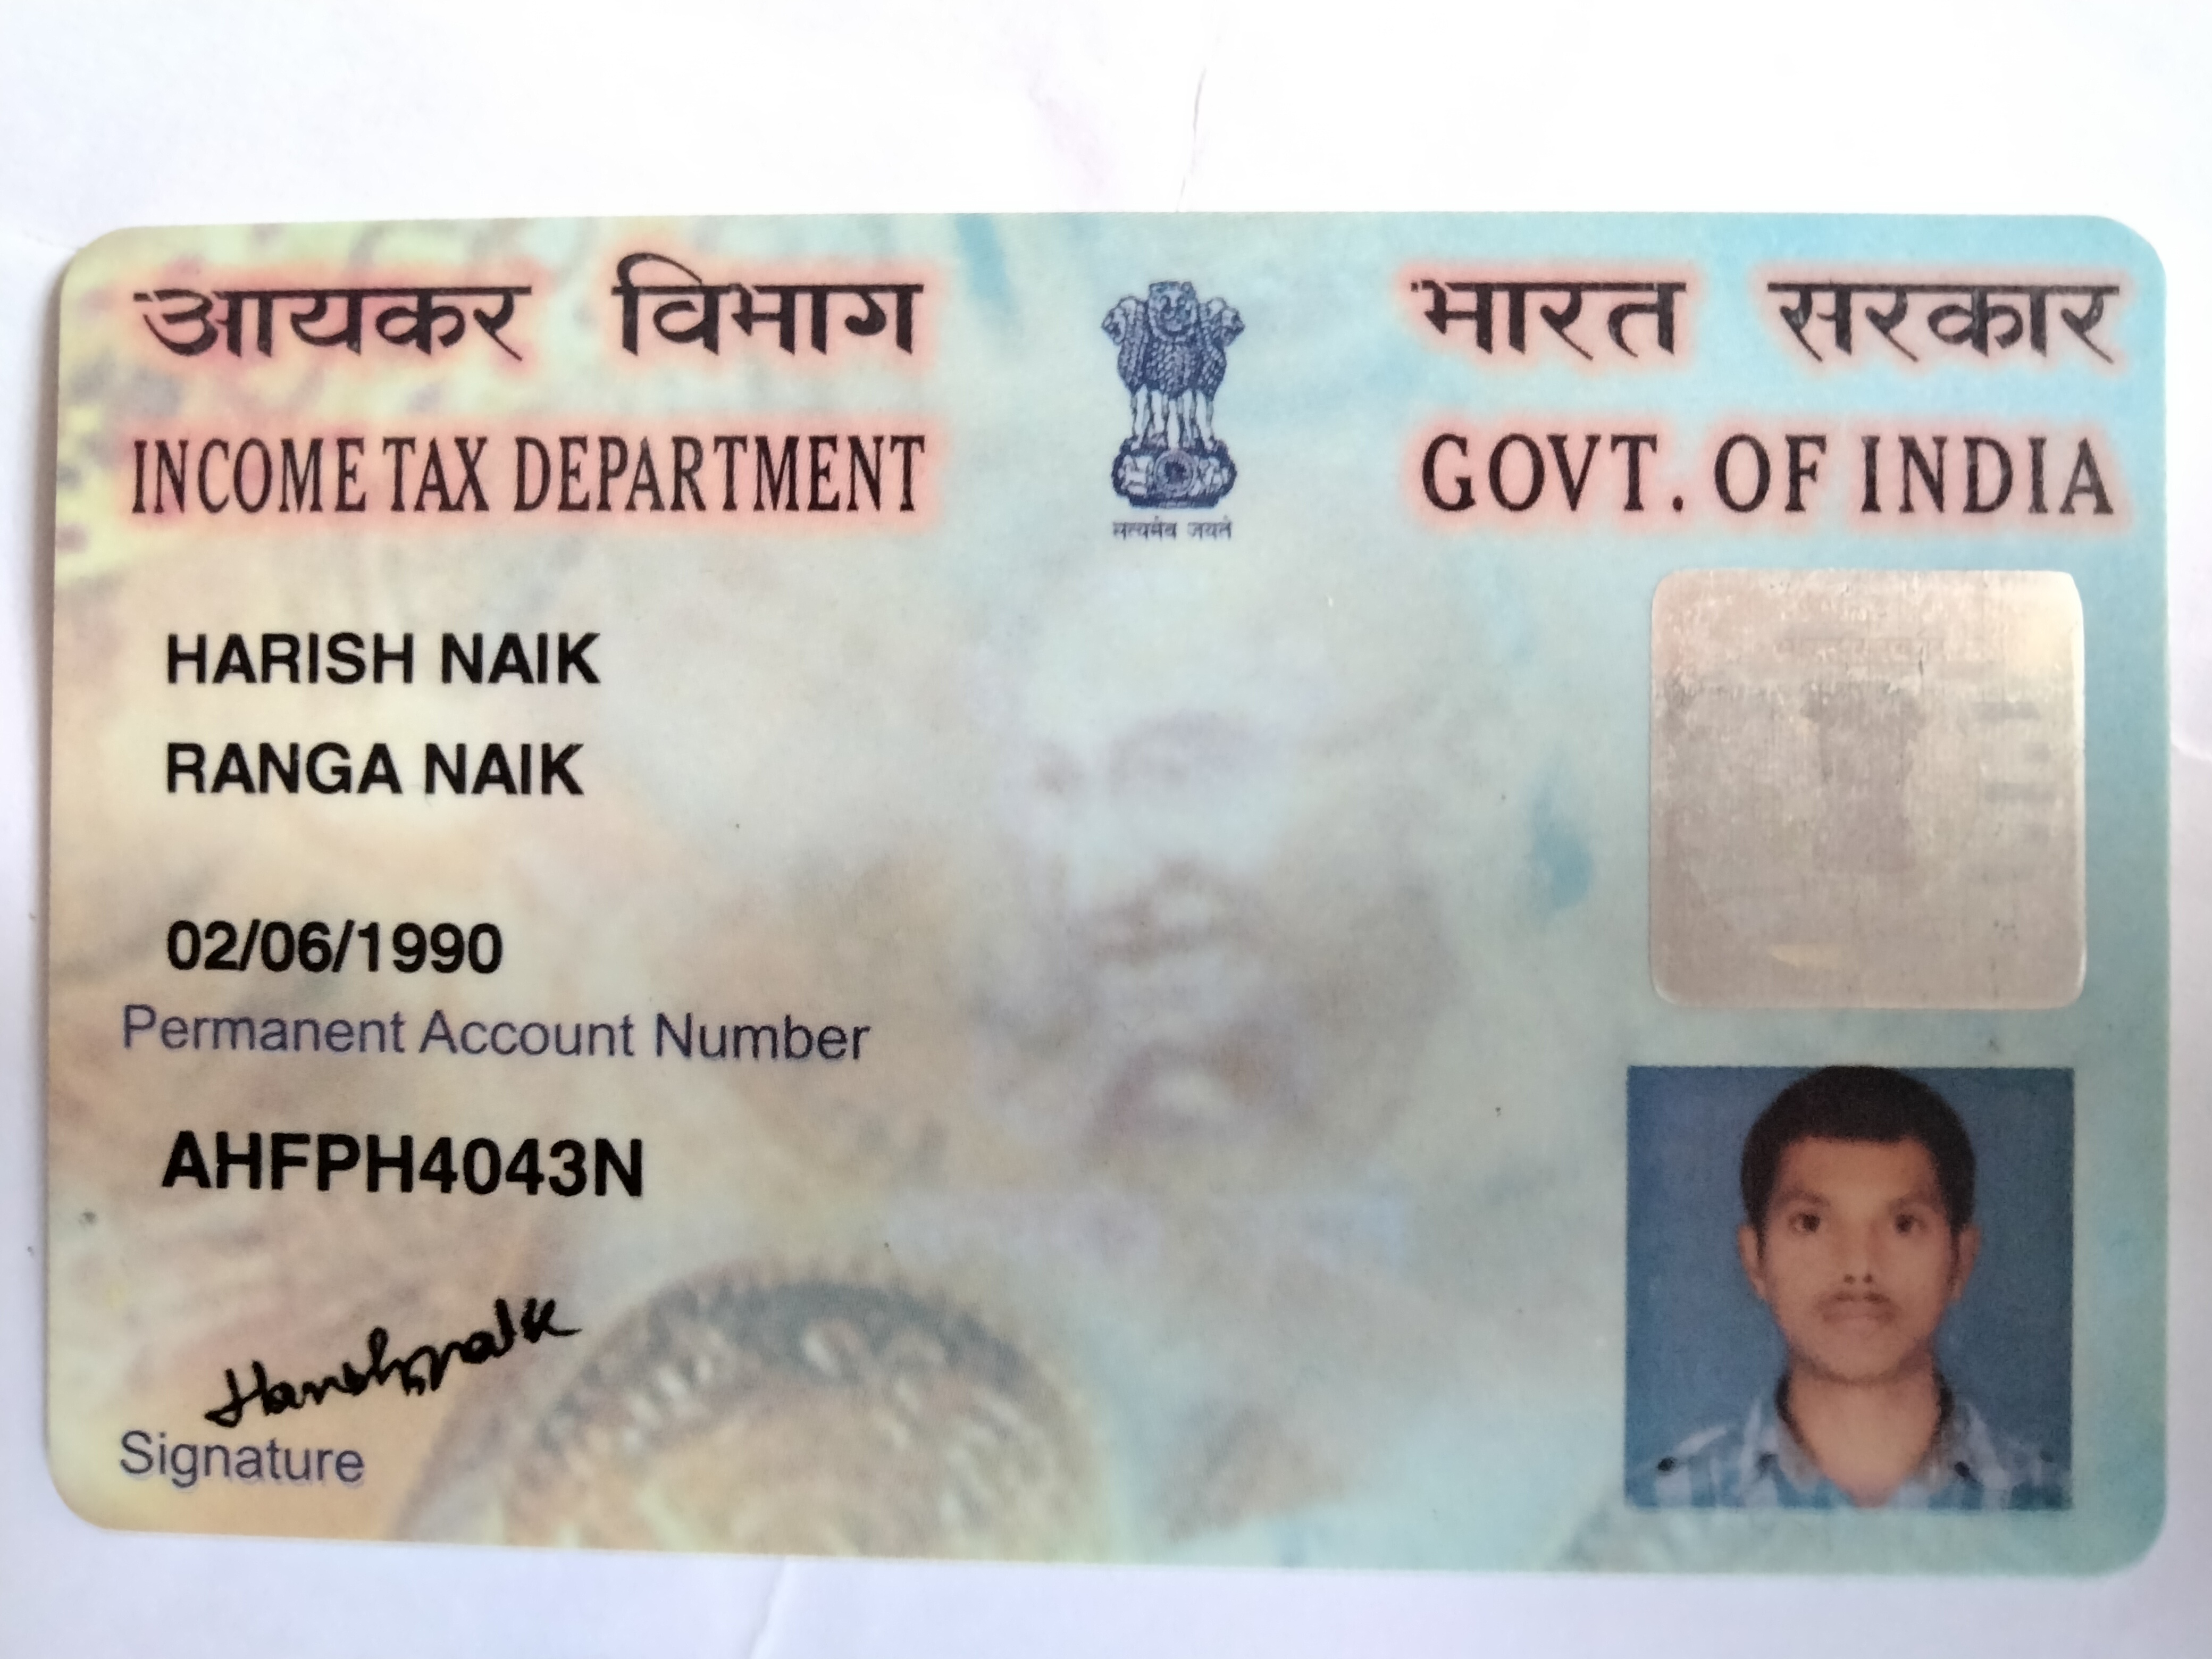 आयकर विभाग
INCOME TAX DEPARTMENT
सत्यमेव जयते
भारत सरकार
GOVT. OF INDIA
HARISH NAIK
RANGA NAIK
02/06/1990
Permanent Account Number
AHFPH4043N
Harishnaik
Signature